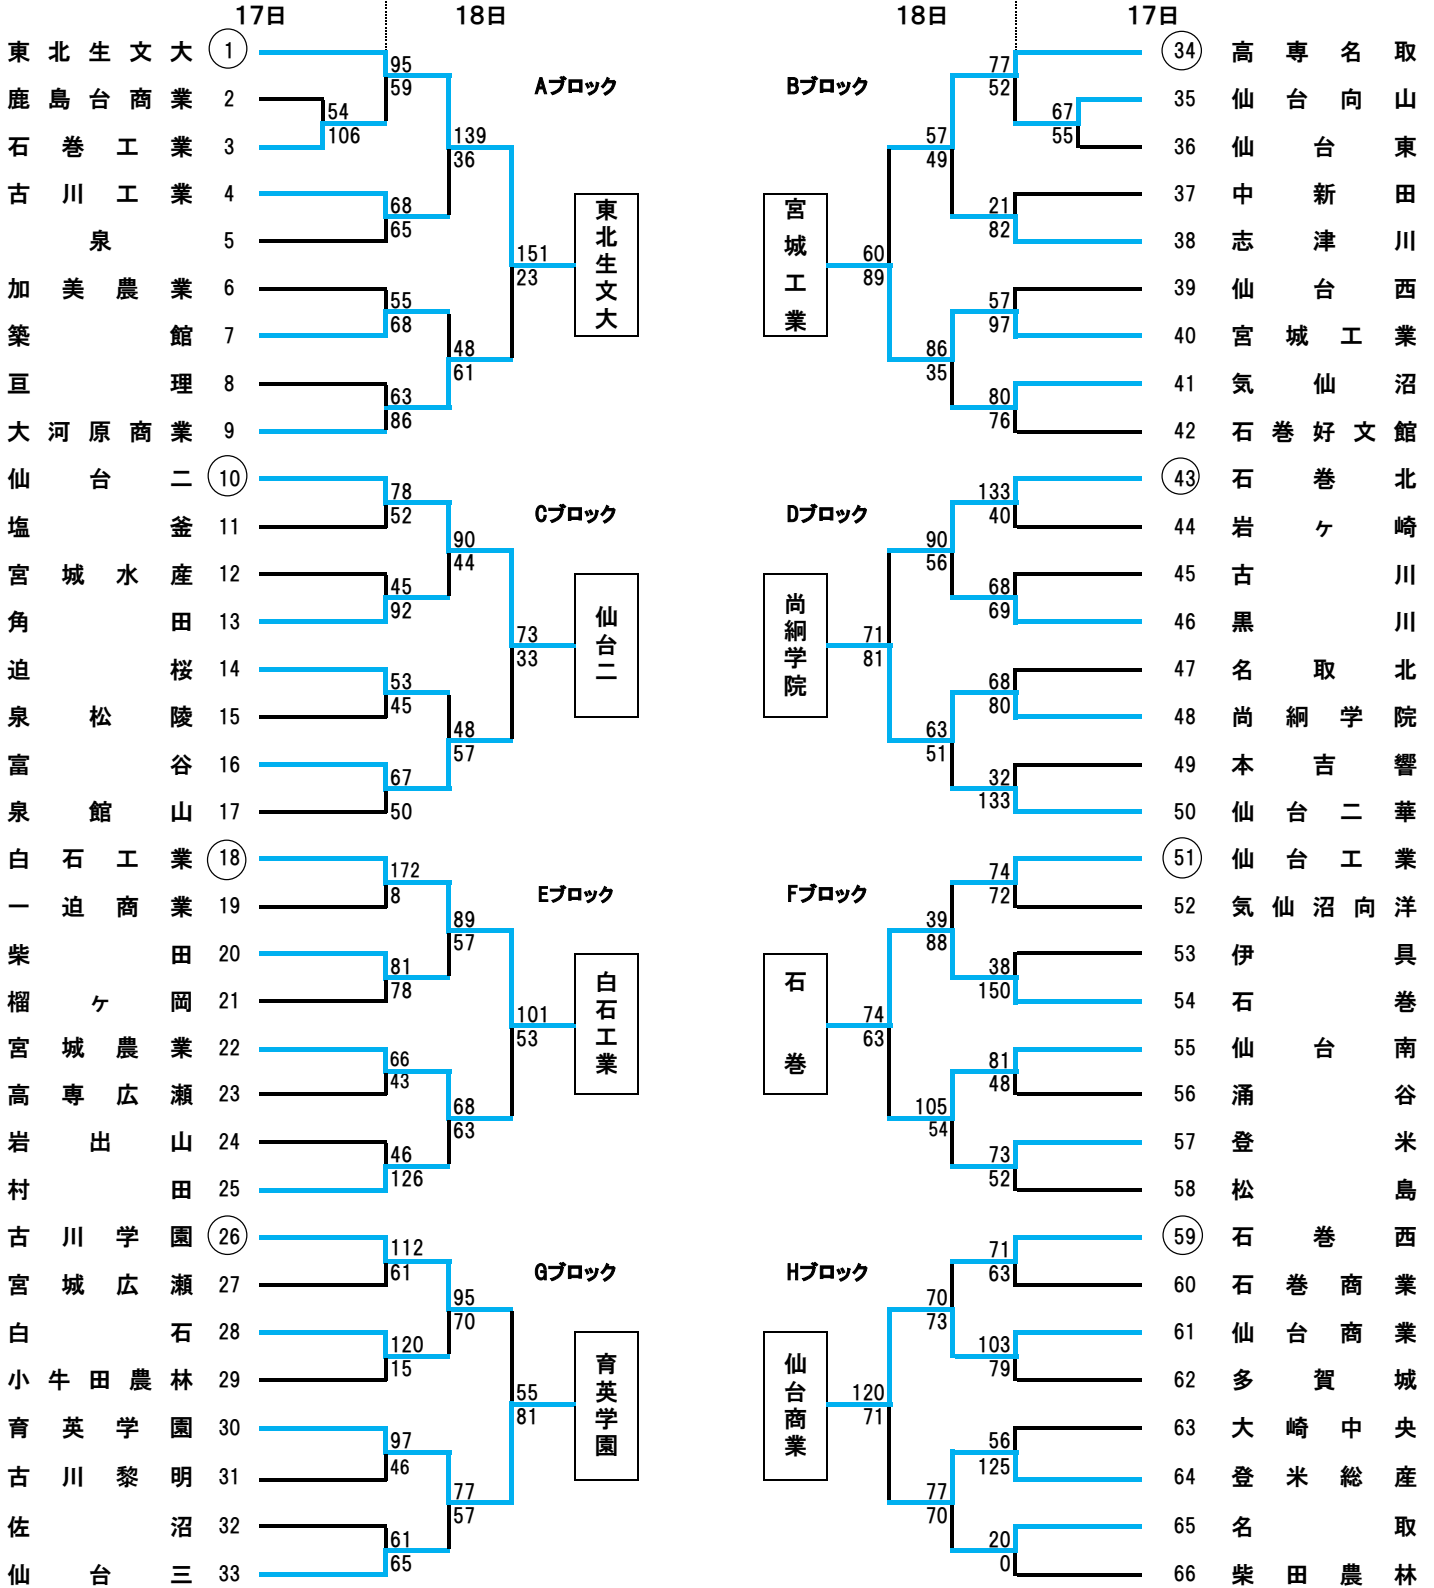 17日 18日 18日 17日
東北生文大 1
鹿島台商業 2
石巻工業 3
古川工業 4
泉 5
加美農業 6
築館 7
亘理 8
大河原商業 9
95
59
54
106
68
65
139
36
55
68
63
86
48
61
151
23
Aブロック
東北生文大
Bブロック
宮城工業
34 高専名取
35 仙台向山
36 仙台東
37 中新田
38 志津川
39 仙台西
40 宮城工業
41 気仙沼
42 石巻好文館
77
52
67
55
57
49
21
82
60
89
57
97
86
35
80
76
仙台二 10
塩釜 11
宮城水産 12
角田 13
迫桜 14
泉松陵 15
富谷 16
泉館山 17
78
52
90
44
45
92
73
33
53
45
48
57
67
50
Cブロック
仙台二
Dブロック
尚絅学院
43 石巻北
44 岩ヶ崎
45 古川
46 黒川
47 名取北
48 尚絅学院
49 本吉響
50 仙台二華
133
40
90
56
68
69
71
81
68
80
63
51
32
133
白石工業 18
一迫商業 19
柴田 20
榴ヶ岡 21
宮城農業 22
高専広瀬 23
岩出山 24
村田 25
172
8
89
57
81
78
101
53
66
43
68
63
46
126
Eブロック
白石工業
Fブロック
石巻
51 仙台工業
52 気仙沼向洋
53 伊具
54 石巻
55 仙台南
56 涌谷
57 登米
58 松島
74
72
39
88
38
150
74
63
81
48
105
54
73
52
古川学園 26
宮城広瀬 27
白石 28
小牛田農林 29
育英学園 30
古川黎明 31
佐沼 32
仙台三 33
112
61
95
70
120
15
55
81
97
46
77
57
61
65
Gブロック
育英学園
Hブロック
仙台商業
59 石巻西
60 石巻商業
61 仙台商業
62 多賀城
63 大崎中央
64 登米総産
65 名取
66 柴田農林
71
63
70
73
103
79
120
71
56
125
77
70
20
0